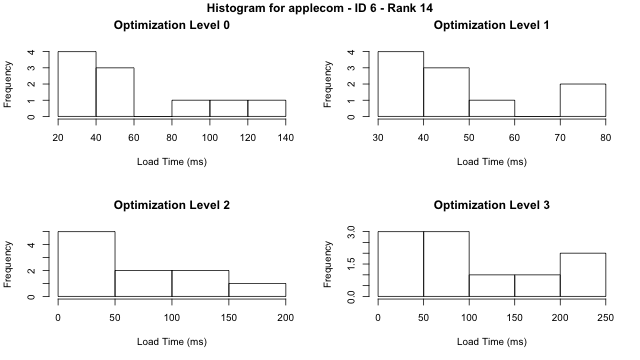 Histogram for applecom - ID 6 - Rank 14
Optimization Level 0
Frequency
0 1 2 3 4
20 40 60 80 100 120 140
Load Time (ms)
Optimization Level 1
Frequency
0 1 2 3 4
30 40 50 60 70 80
Load Time (ms)
Optimization Level 2
Frequency
0 2 4
0 50 100 150 200
Load Time (ms)
Optimization Level 3
Frequency
0.0 1.5 3.0
0 50 100 150 200 250
Load Time (ms)